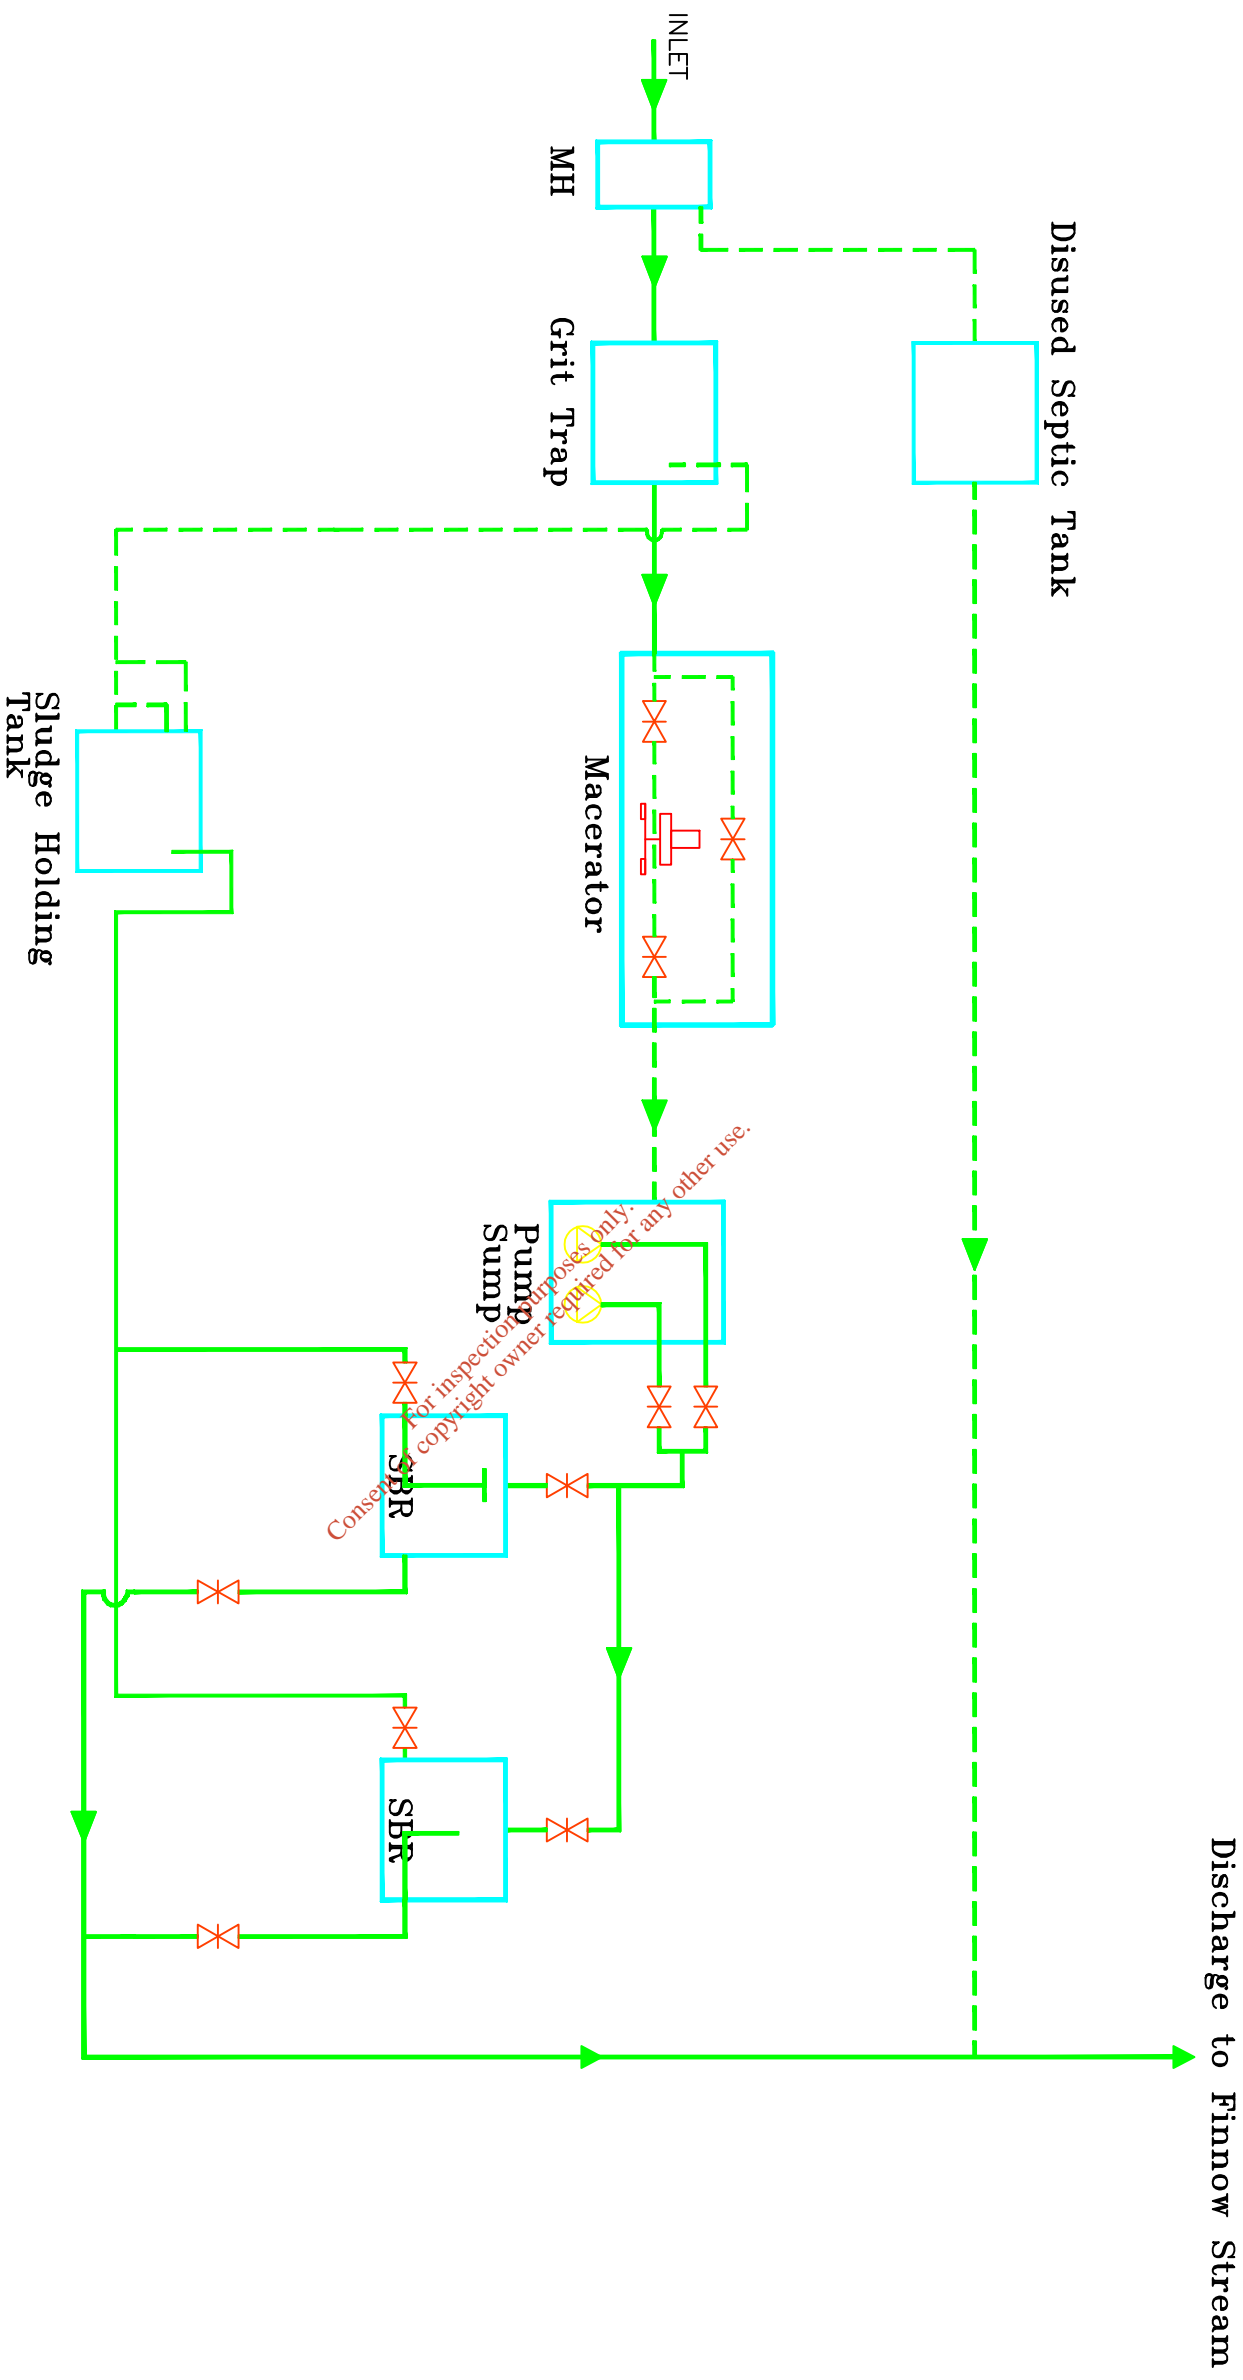 INLET
MH
Disused Septic Tank
Grit Trap
Macerator
Sludge Holding
Tank
Pump
Sump
SBR
SBR
Discharge to Finnow Stream
For inspection purposes only.
Consent of copyright owner required for any other use.